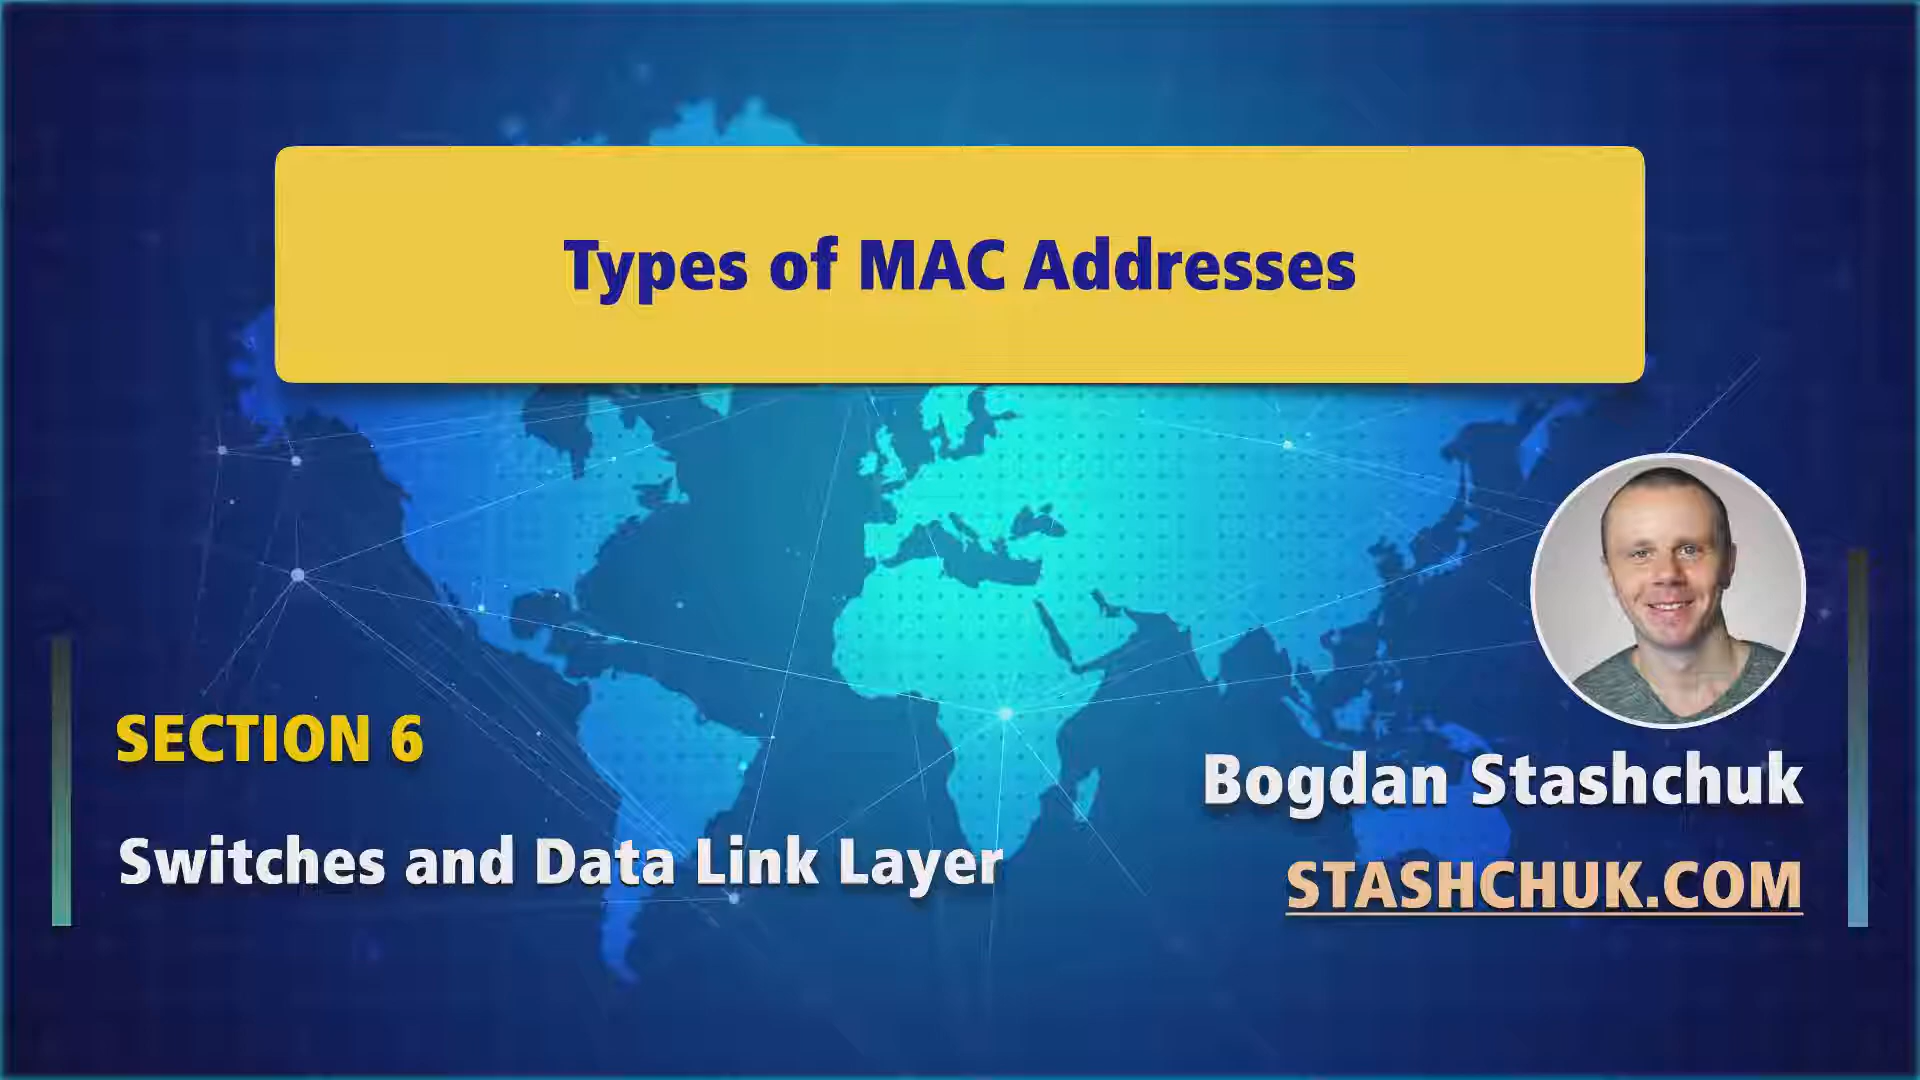 Types of MAC Addresses
SECTION 6
Switches and Data Link Layer
Bogdan Stashchuk
STASHCHUK.COM